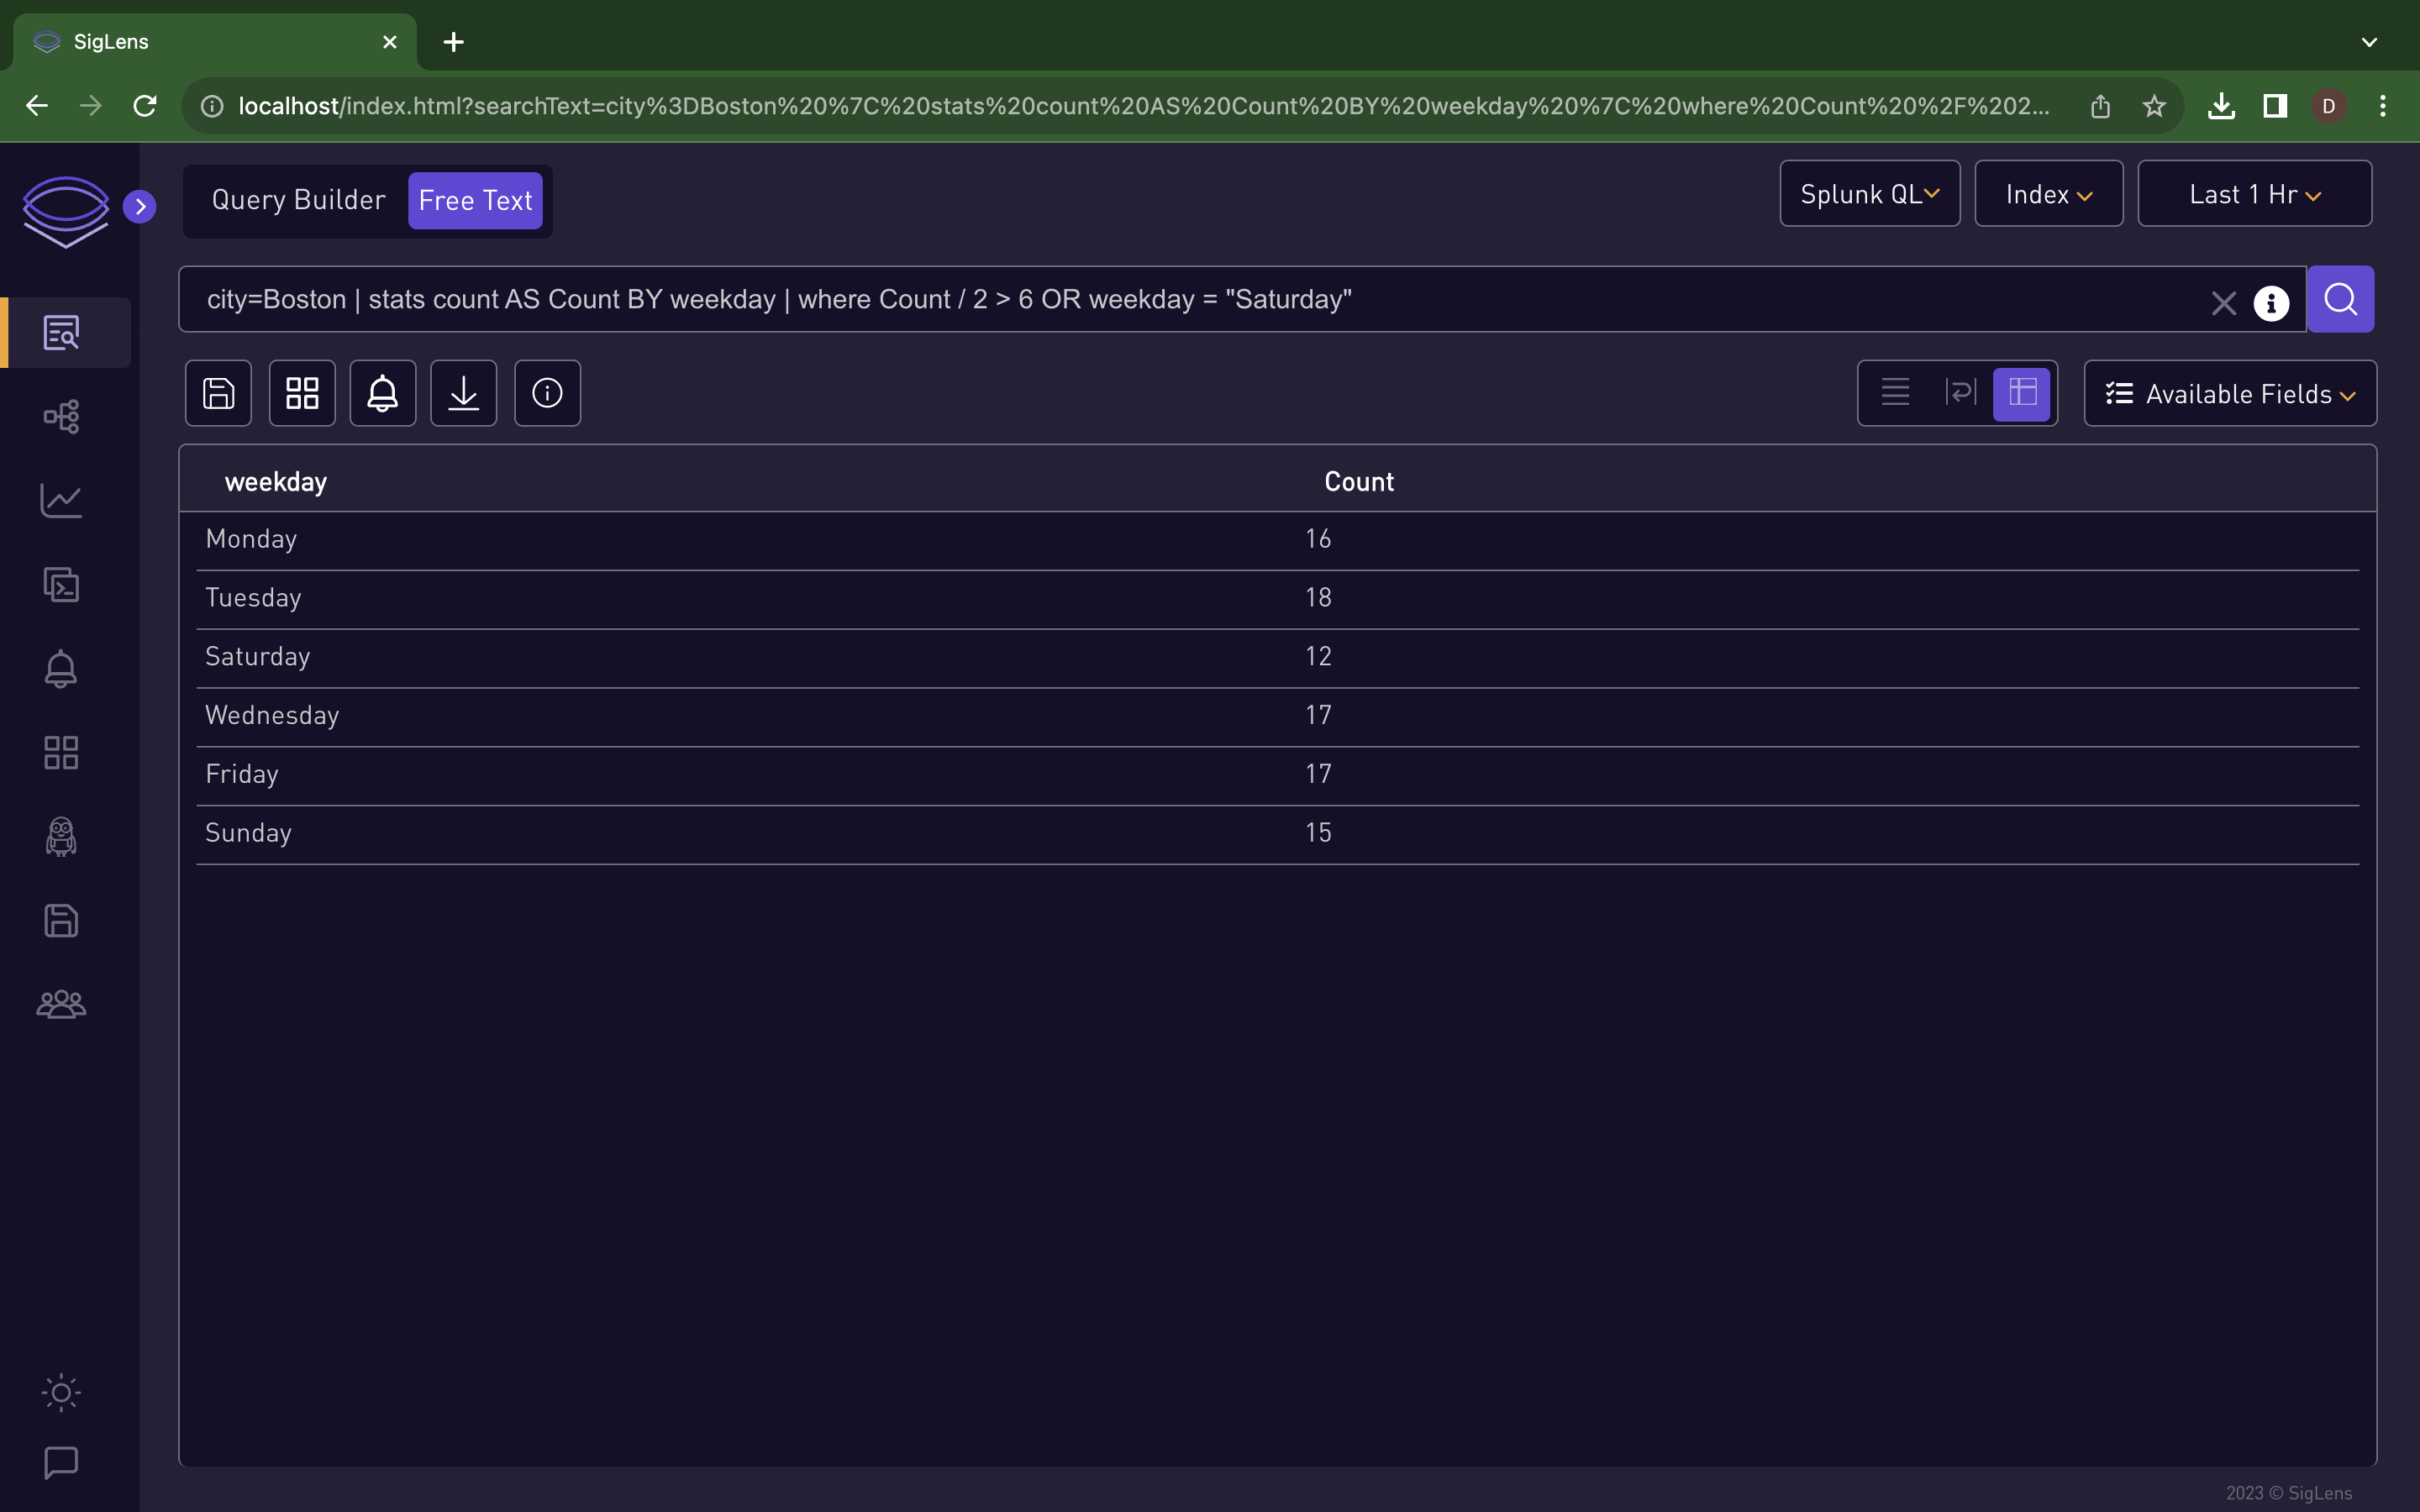 SigLens
localhost/index.html?searchText=city%3DBoston%20%7C%20stats%20count%20AS%20Count%20BY%20weekday%20%7C%20where%20Count%20%2F%202...
D
Query Builder Free Text
Splunk QL Index Last 1 Hr
city=Boston | stats count AS Count BY weekday | where Count / 2 > 6 OR weekday = "Saturday"
Available Fields
weekday Count
Monday 16
Tuesday 18
Saturday 12
Wednesday 17
Friday 17
Sunday 15
2023 © SigLens